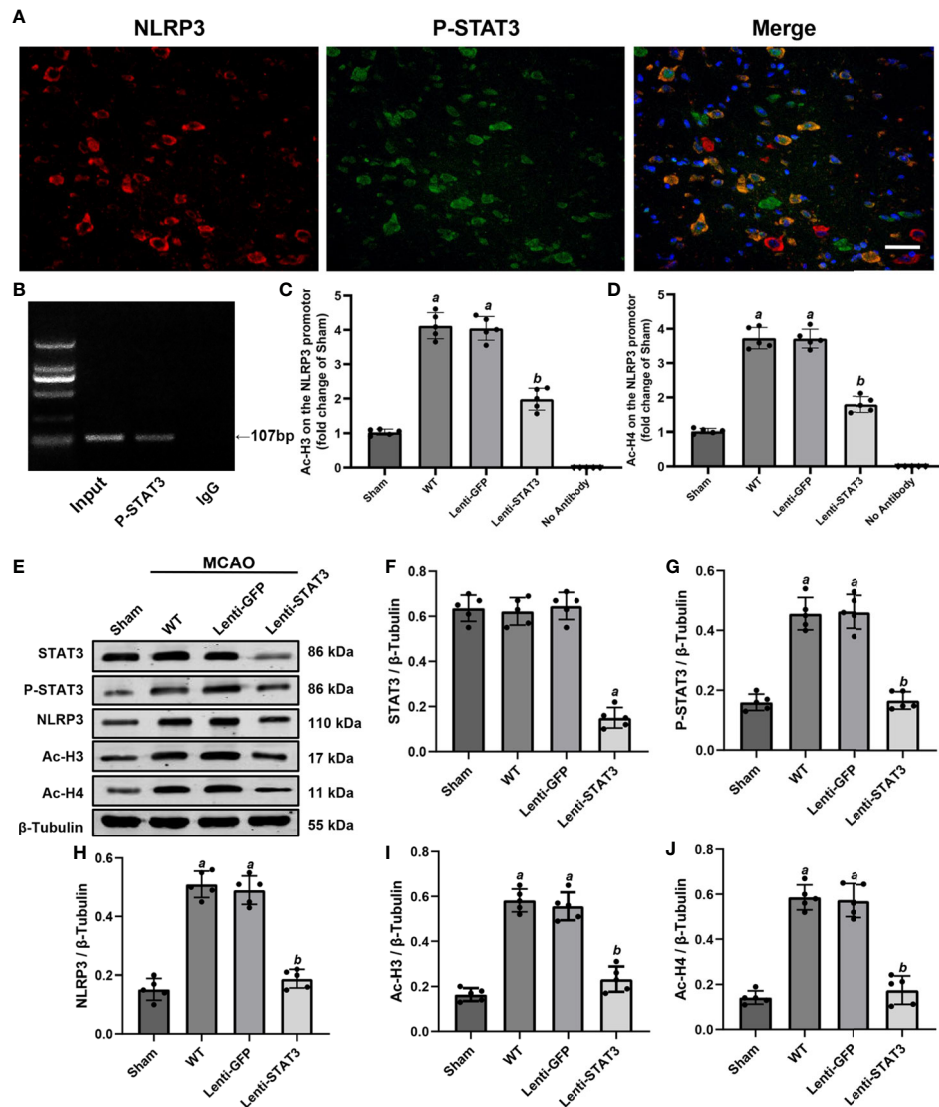 A
NLRP3
P-STAT3
Merge
B
←107bp
Input
P-STAT3
IgG
C
Ac-H3 on the NLRP3 promotor
(fold change of Sham)
5
4
3
2
1
0
a
a
b
Sham
WT
Lenti-GFP
Lenti-STAT3
No Antibody
D
Ac-H4 on the NLRP3 promotor
(fold change of Sham)
5
4
3
2
1
0
a
a
b
Sham
WT
Lenti-GFP
Lenti-STAT3
No Antibody
E
MCAO
Sham
WT
Lenti-GFP
Lenti-STAT3
STAT3 86 kDa
P-STAT3 86 kDa
NLRP3 110 kDa
Ac-H3 17 kDa
Ac-H4 11 kDa
β-Tubulin 55 kDa
F
STAT3 / β-Tubulin
0.8
0.6
0.4
0.2
0.0
a
Sham
WT
Lenti-GFP
Lenti-STAT3
G
P-STAT3 / β-Tubulin
0.6
0.4
0.2
0.0
a
a
b
Sham
WT
Lenti-GFP
Lenti-STAT3
H
NLRP3 / β-Tubulin
0.6
0.4
0.2
0.0
a
a
b
Sham
WT
Lenti-GFP
Lenti-STAT3
I
Ac-H3 / β-Tubulin
0.8
0.6
0.4
0.2
0.0
a
a
b
Sham
WT
Lenti-GFP
Lenti-STAT3
J
Ac-H4 / β-Tubulin
0.8
0.6
0.4
0.2
0.0
a
a
b
Sham
WT
Lenti-GFP
Lenti-STAT3